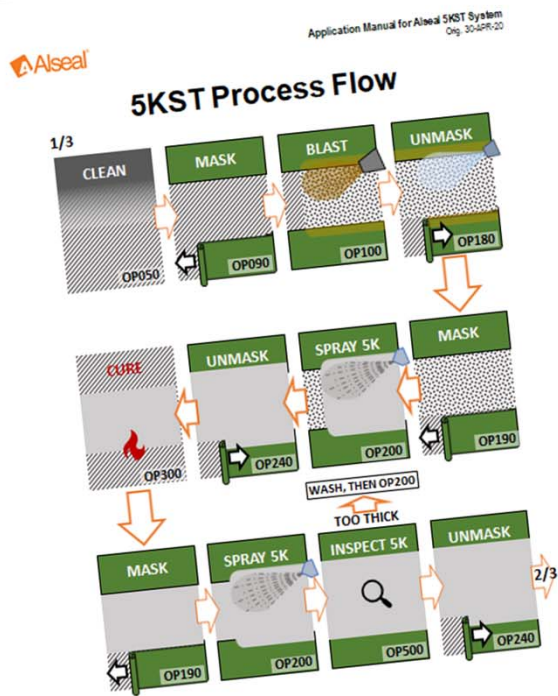 Application Manual for Alseal 5KST System
Orig. 30-APR-20
Alseal
5KST Process Flow
1/3
CLEAN
OP050
MASK
OP090
BLAST
OP100
UNMASK
OP180
MASK
OP190
SPRAY 5K
OP200
UNMASK
OP240
CURE
OP300
WASH, THEN OP200
TOO THICK
MASK
OP190
SPRAY 5K
OP200
INSPECT 5K
OP500
UNMASK
OP240
2/3